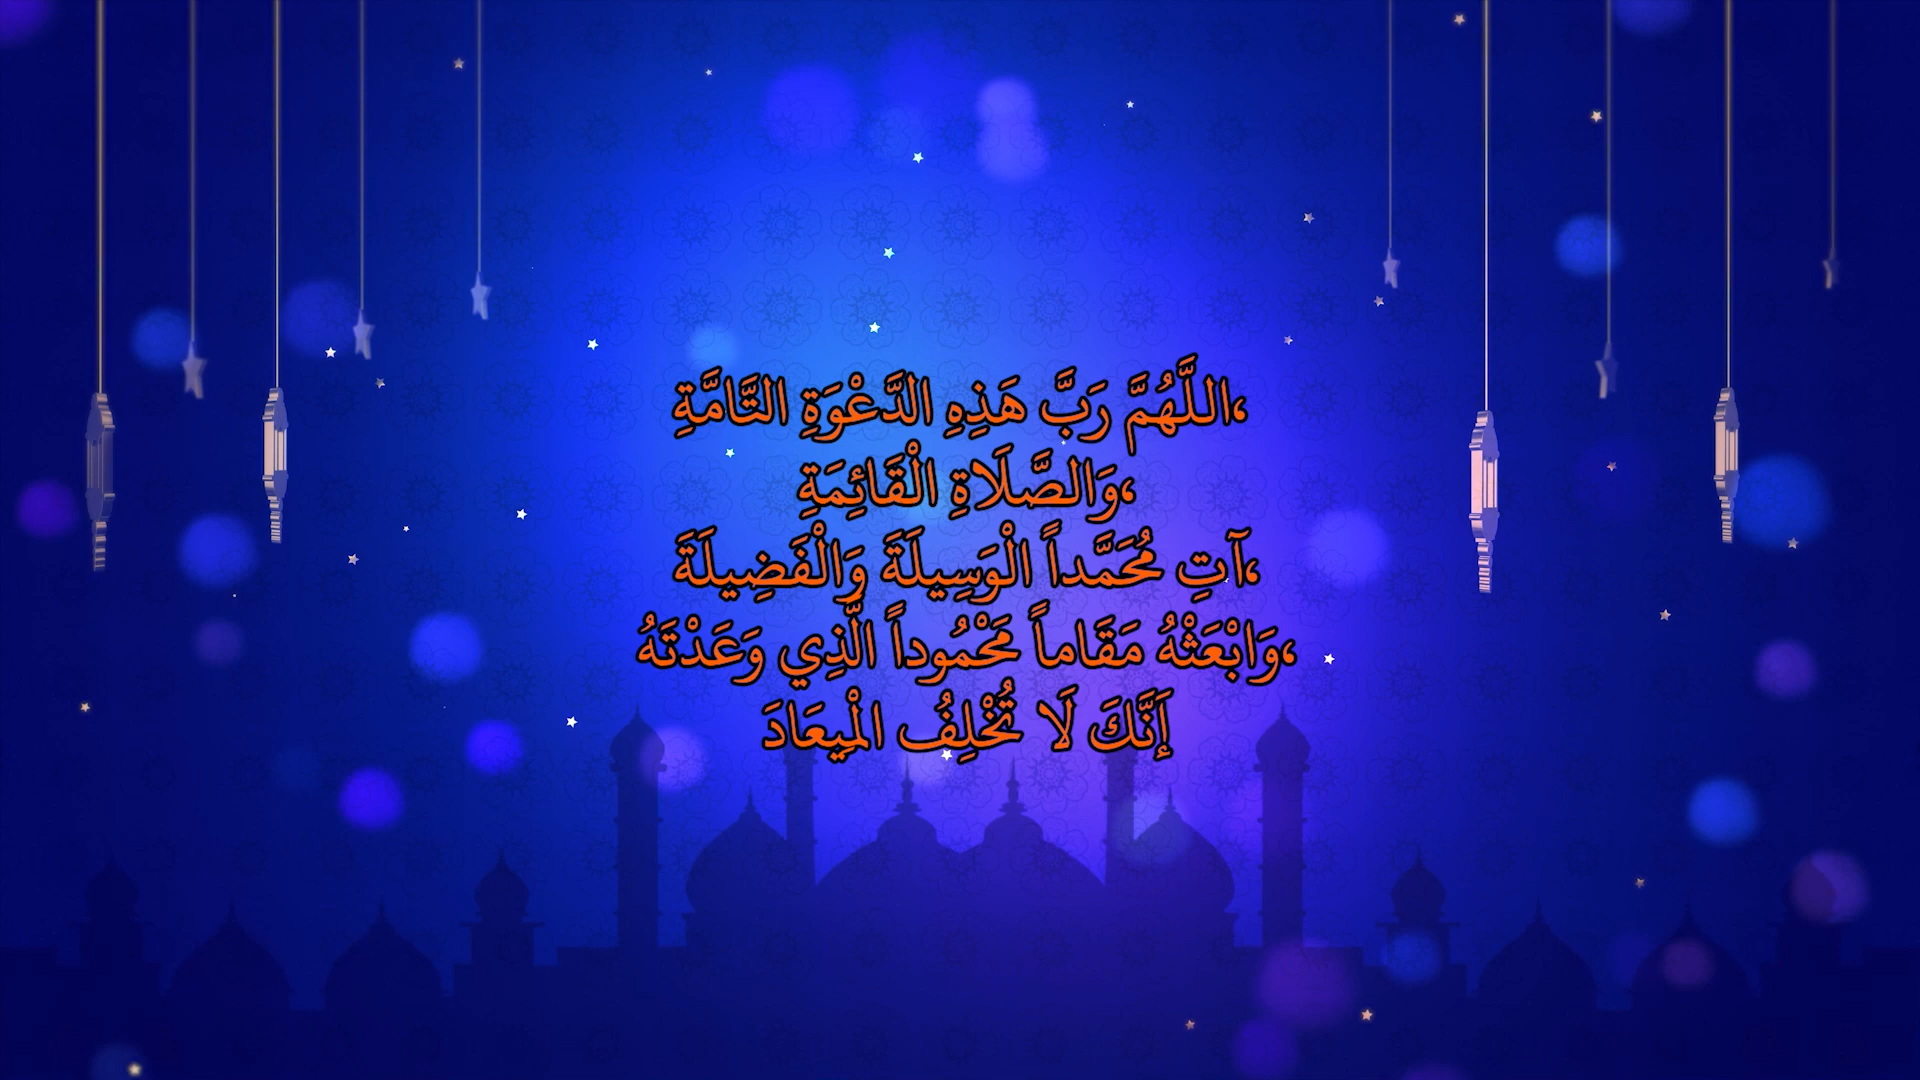 ،اللَّهُمَّ رَبَّ هَذِهِ الدَّعْوَةِ التَّامَّةِ
،وَالصَّلَاةِ الْقَائِمَةِ
،آتِ مُحَمَّداً الْوَسِيلَةَ وَالْفَضِيلَةَ
،وَابْعَثْهُ مَقَاماً مَحْمُوداً الَّذِي وَعَدْتَهُ
إَنَّكَ لَا تُخْلِفُ الْمِيعَادَ